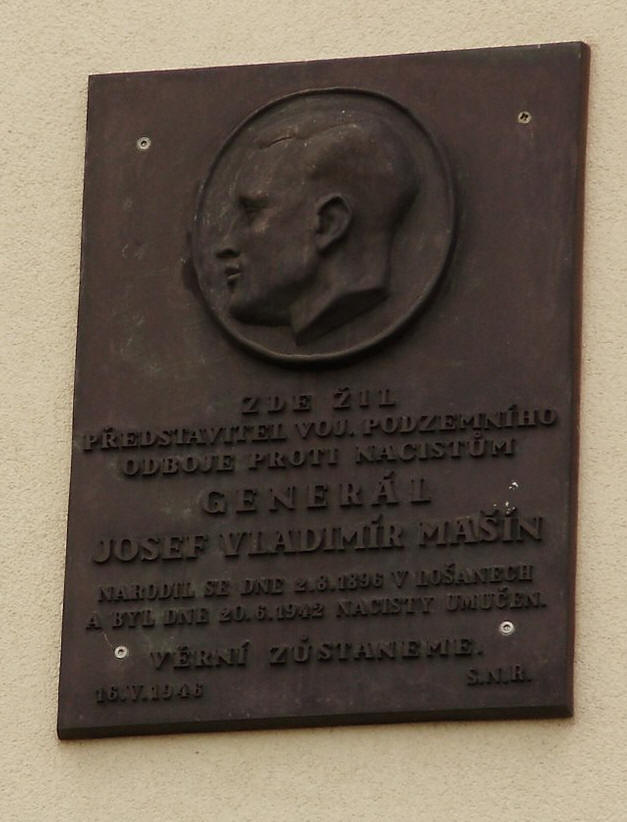 ZDE ŽIL
PŘEDSTAVITEL VOJ. PODZEMNÍHO
ODBOJE PROTI NACISTŮM
GENERÁL
JOSEF VLADIMÍR MAŠÍN
NARODIL SE DNE 2.8.1896 V LOŠANECH
A BYL DNE 20.6.1942 NACISTY UMUČEN.
VĚRNÍ ZŮSTANEME.
16.V.1946 S.N.R.